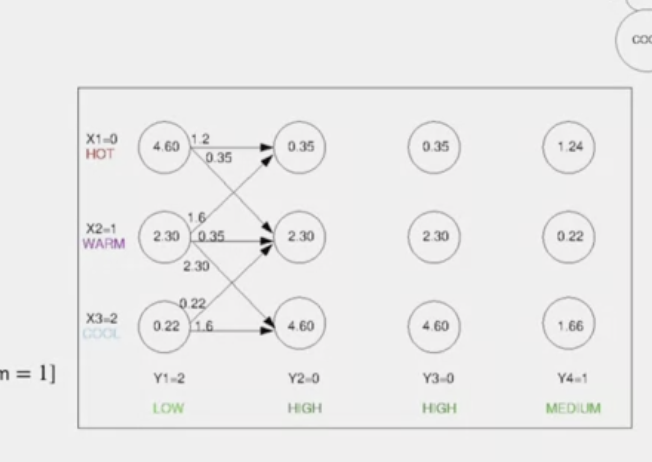 COO
X1=0
HOT
4.60
1.2
0.35
0.35
0.35
1.24
X2=1
WARM
2.30
1.6
0.35
2.30
2.30
2.30
0.22
X3=2
COOL
0.22
0.22
1.6
4.60
4.60
1.66
m = 1]
Y1=2
Y2=0
Y3=0
Y4=1
LOW
HIGH
HIGH
MEDIUM